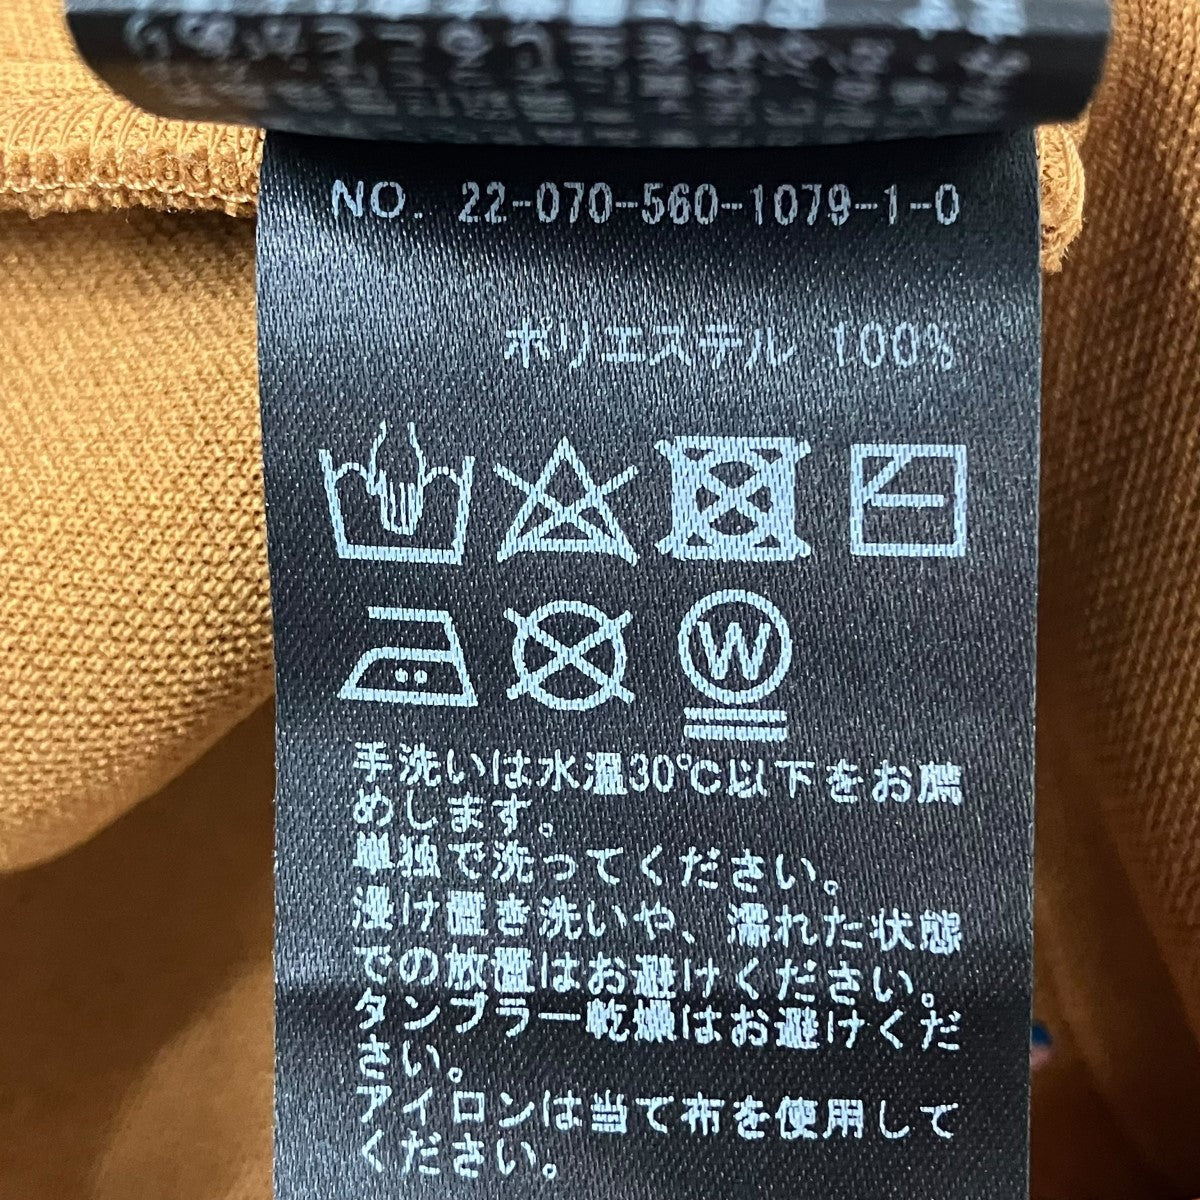 NO. 22-070-560-1079-1-0
ポリエステル 100%
W
手洗いは水温30℃以下をお薦
めします。
単独で洗ってください。
浸け置き洗いや、濡れた状態
での放置はお避けください。
タンブラー乾燥はお避けくだ
さい。
アイロンは当て布を使用して
ください。